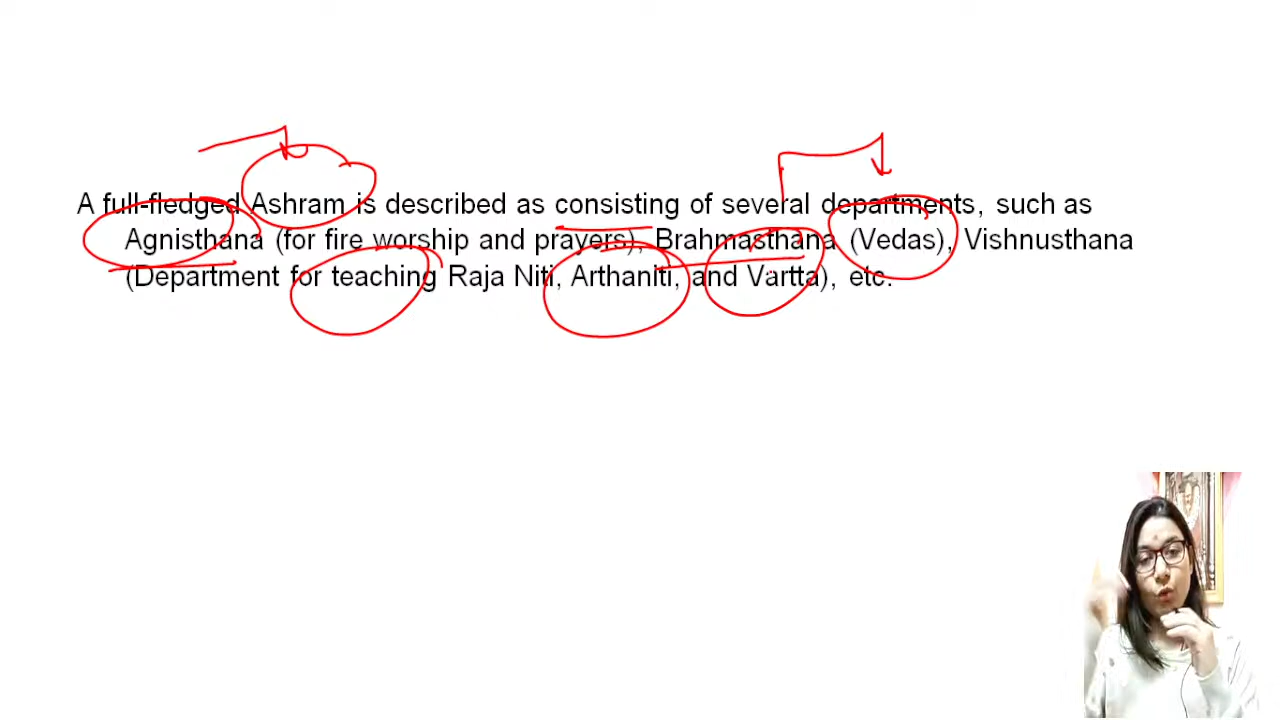 A full-fledged Ashram is described as consisting of several departments, such as
Agnisthana (for fire worship and prayers), Brahmasthana (Vedas), Vishnusthana
(Department for teaching Raja Niti, Arthaniti, and Vartta), etc.